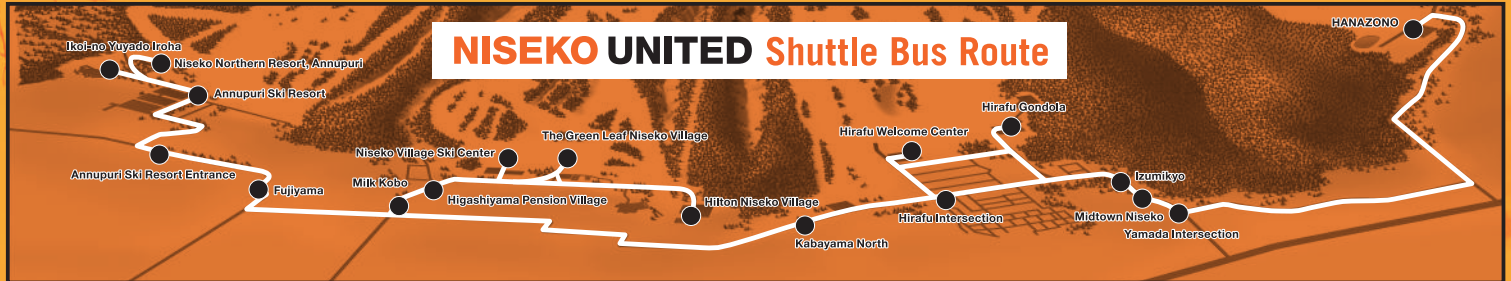 NISEKO UNITED Shuttle Bus Route
HANAZONO
Ikoi-no Yuyado Iroha
Niseko Northern Resort, Annupuri
Annupuri Ski Resort
Hirafu Gondola
The Green Leaf Niseko Village
Hirafu Welcome Center
Niseko Village Ski Center
Annupuri Ski Resort Entrance
Fujiyama
Milk Kobo
Higashiyama Pension Village
Hilton Niseko Village
Izumikyo
Hirafu Intersection
Midtown Niseko
Yamada Intersection
Kabayama North